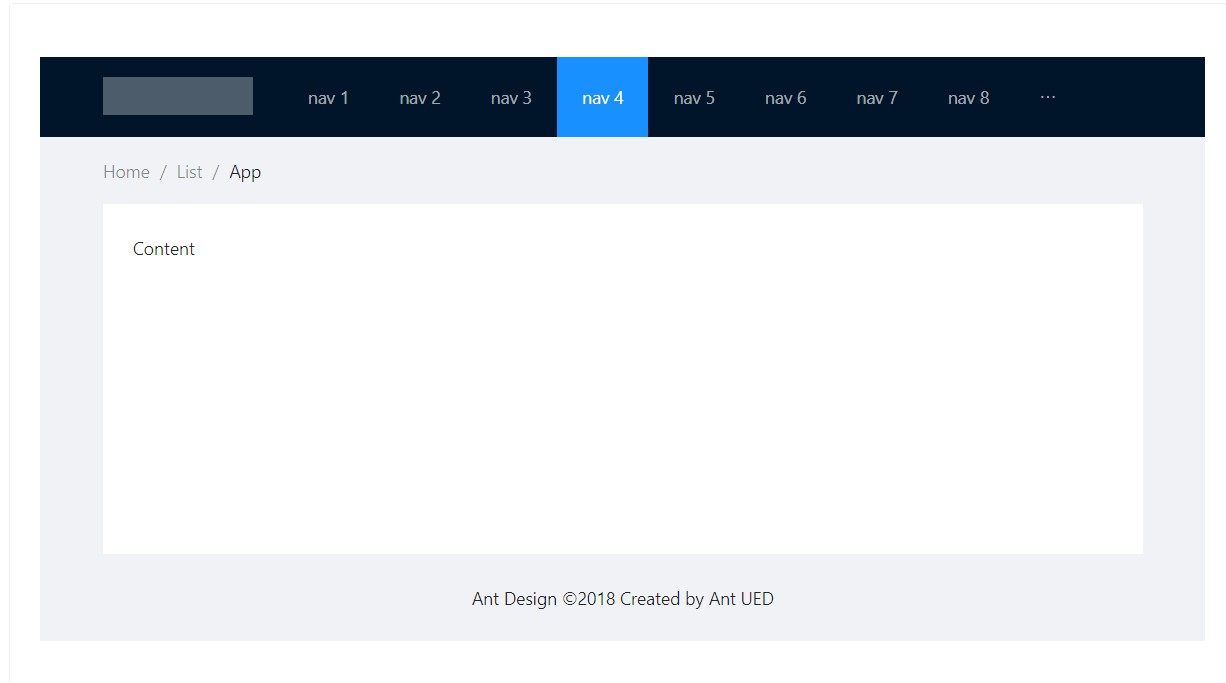 nav 1 nav 2 nav 3 nav 4 nav 5 nav 6 nav 7 nav 8 ···
Home / List / App
Content
Ant Design ©2018 Created by Ant UED